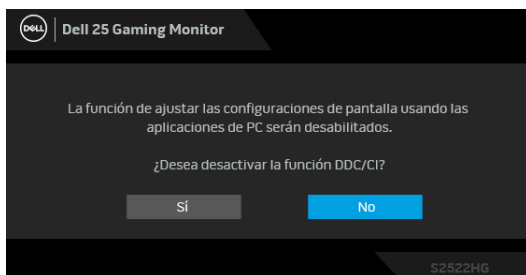 DELL Dell 25 Gaming Monitor
La función de ajustar las configuraciones de pantalla usando las
aplicaciones de PC serán desabilitados.
¿Desea desactivar la función DDC/CI?
Sí No
S2522HG